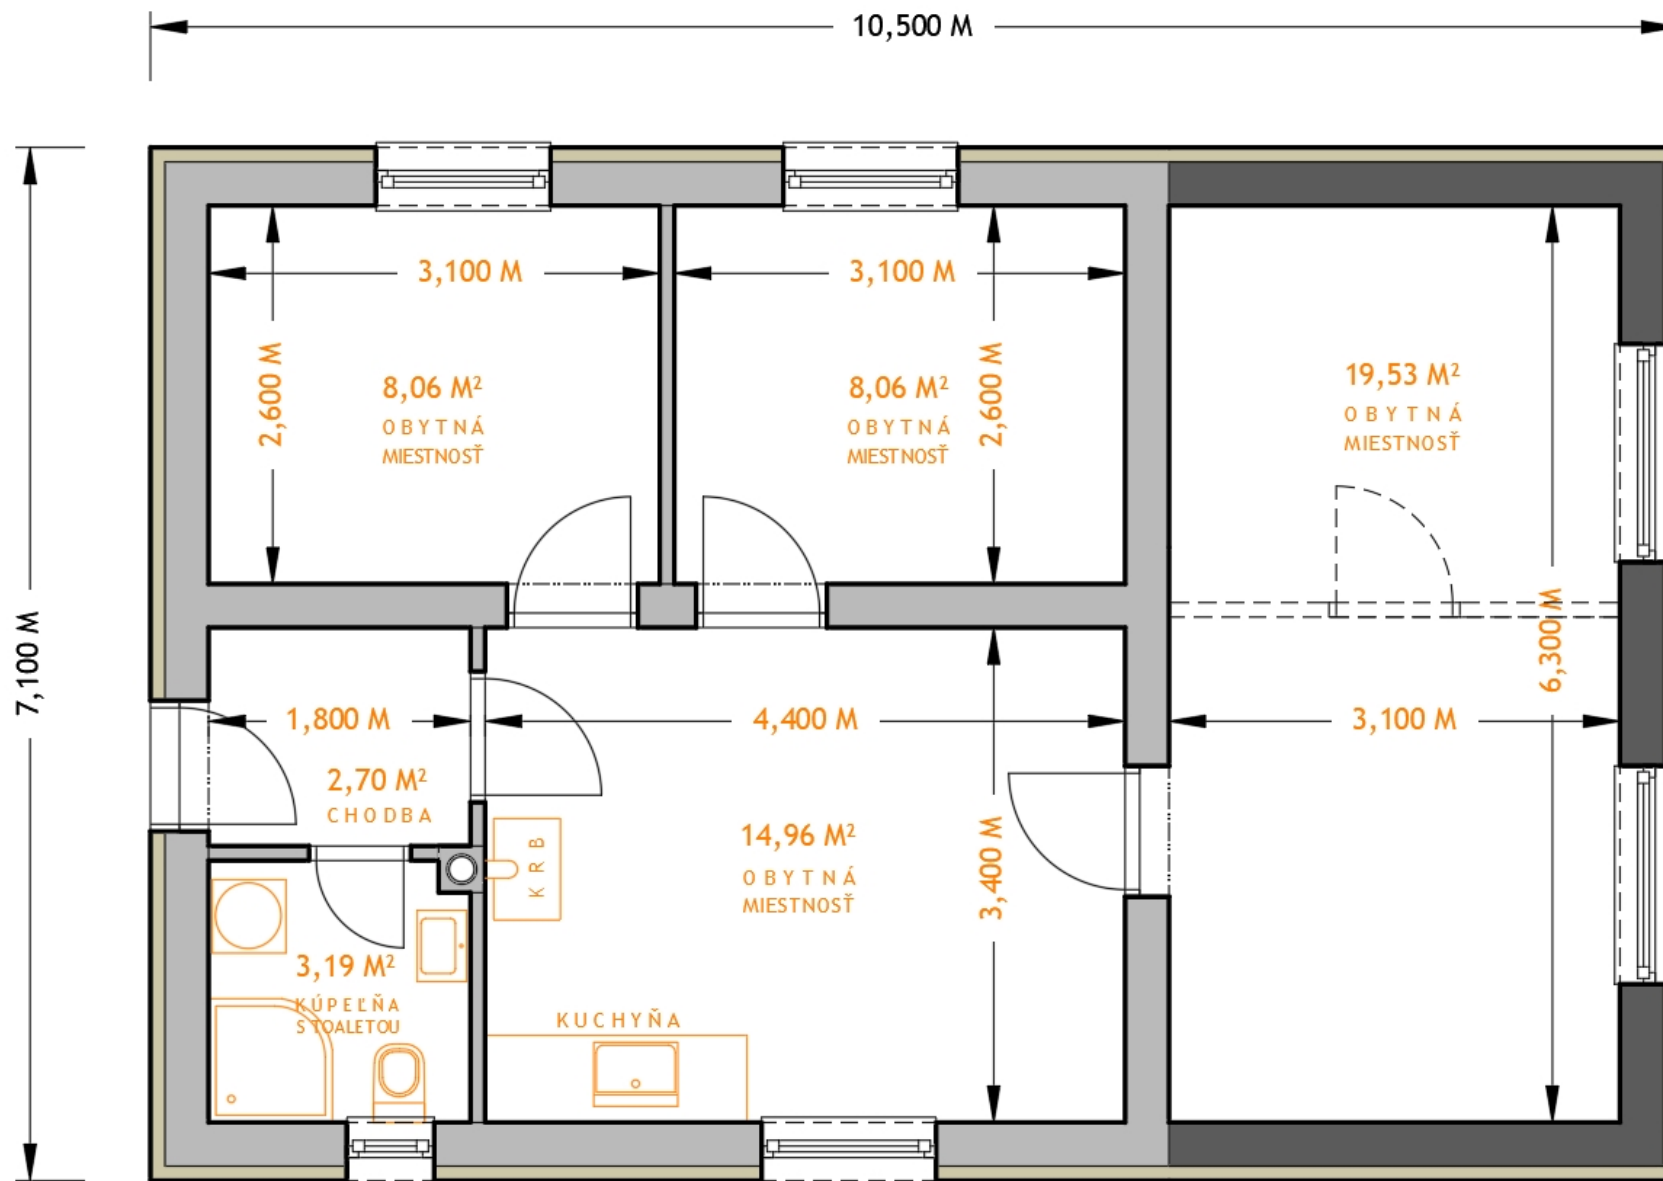 10,500 M
7,100 M
3,100 M
2,600 M
8,06 M²
OBYTNÁ
MIESTNOSŤ
3,100 M
2,600 M
8,06 M²
OBYTNÁ
MIESTNOSŤ
19,53 M²
OBYTNÁ
MIESTNOSŤ
6,300 M
3,100 M
1,800 M
2,70 M²
CHODBA
4,400 M
3,400 M
14,96 M²
OBYTNÁ
MIESTNOSŤ
KRB
3,19 M²
KÚPEĽŇA
S TOALETOU
KUCHYŇA